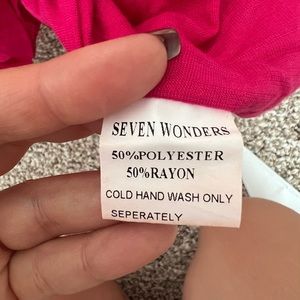 SEVEN WONDERS
50%POLYESTER
50%RAYON
COLD HAND WASH ONLY
SEPERATELY